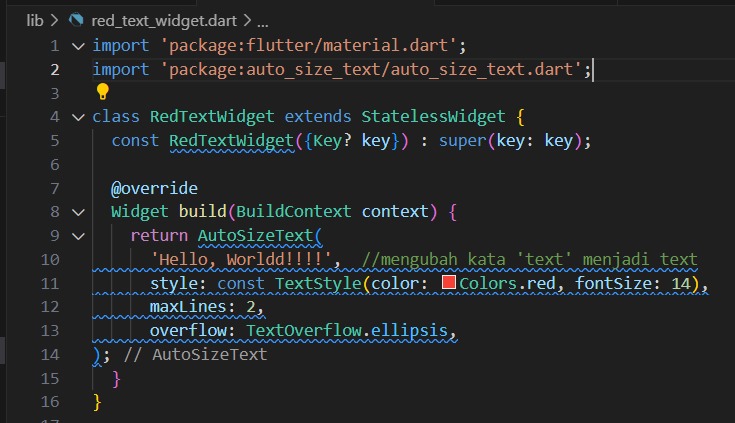 lib > red_text_widget.dart > ...
1 import 'package:flutter/material.dart';
2 import 'package:auto_size_text/auto_size_text.dart';
3
4 class RedTextWidget extends StatelessWidget {
5 const RedTextWidget({Key? key}) : super(key: key);
6
7 @override
8 Widget build(BuildContext context) {
9 return AutoSizeText(
10 'Hello, Worldd!!!!', //mengubah kata 'text' menjadi text
11 style: const TextStyle(color: Colors.red, fontSize: 14),
12 maxLines: 2,
13 overflow: TextOverflow.ellipsis,
14 ); // AutoSizeText
15 }
16 }
17